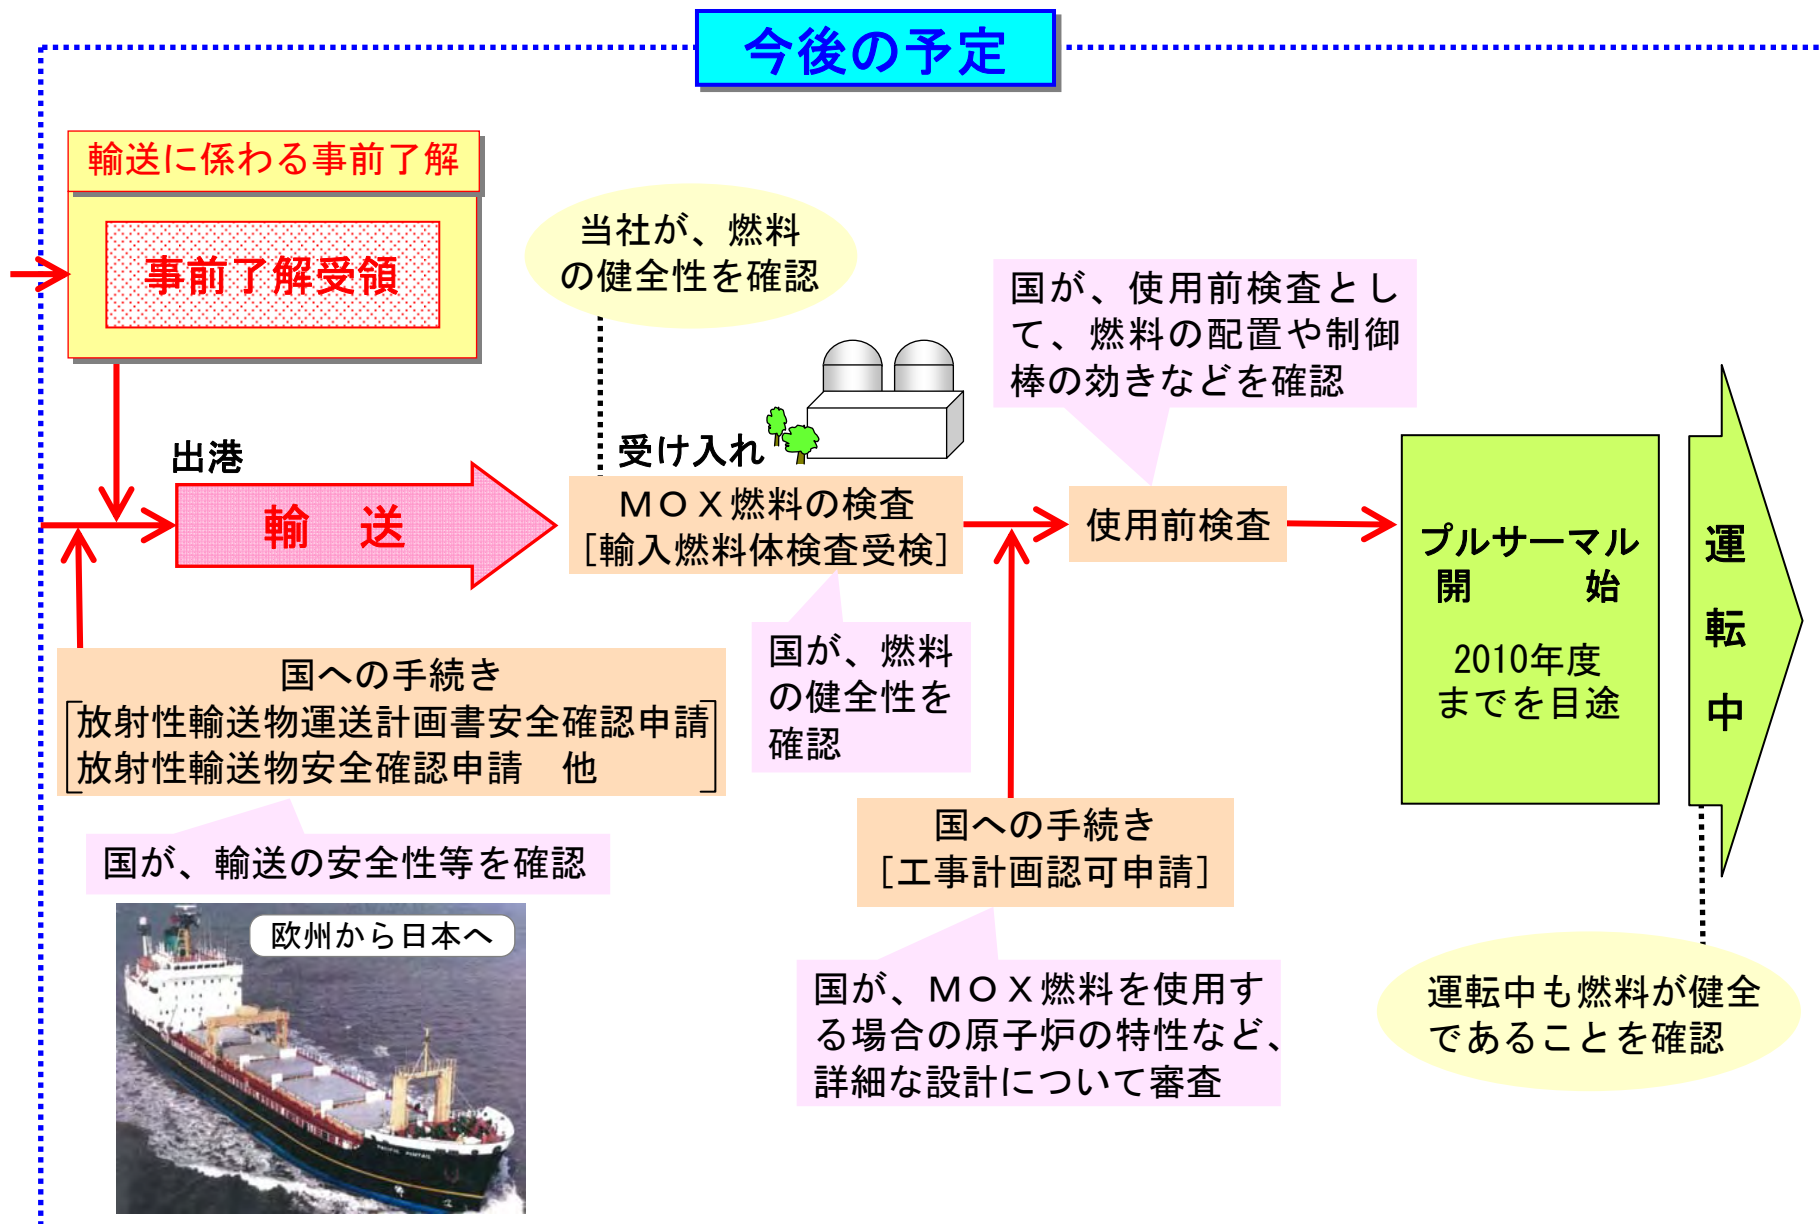 今後の予定
輸送に係わる事前了解
事前了解受領
当社が、燃料
の健全性を確認
国が、使用前検査とし
て、燃料の配置や制御
棒の効きなどを確認
出港
輸　送
受け入れ
ＭＯＸ燃料の検査
[輸入燃料体検査受検]
使用前検査
プルサーマル
開　　始
2010年度
までを目途
運
転
中
国への手続き
放射性輸送物運送計画書安全確認申請
放射性輸送物安全確認申請　他
国が、燃料
の健全性を
確認
国が、輸送の安全性等を確認
国への手続き
[工事計画認可申請]
欧州から日本へ
国が、ＭＯＸ燃料を使用す
る場合の原子炉の特性など、
詳細な設計について審査
運転中も燃料が健全
であることを確認